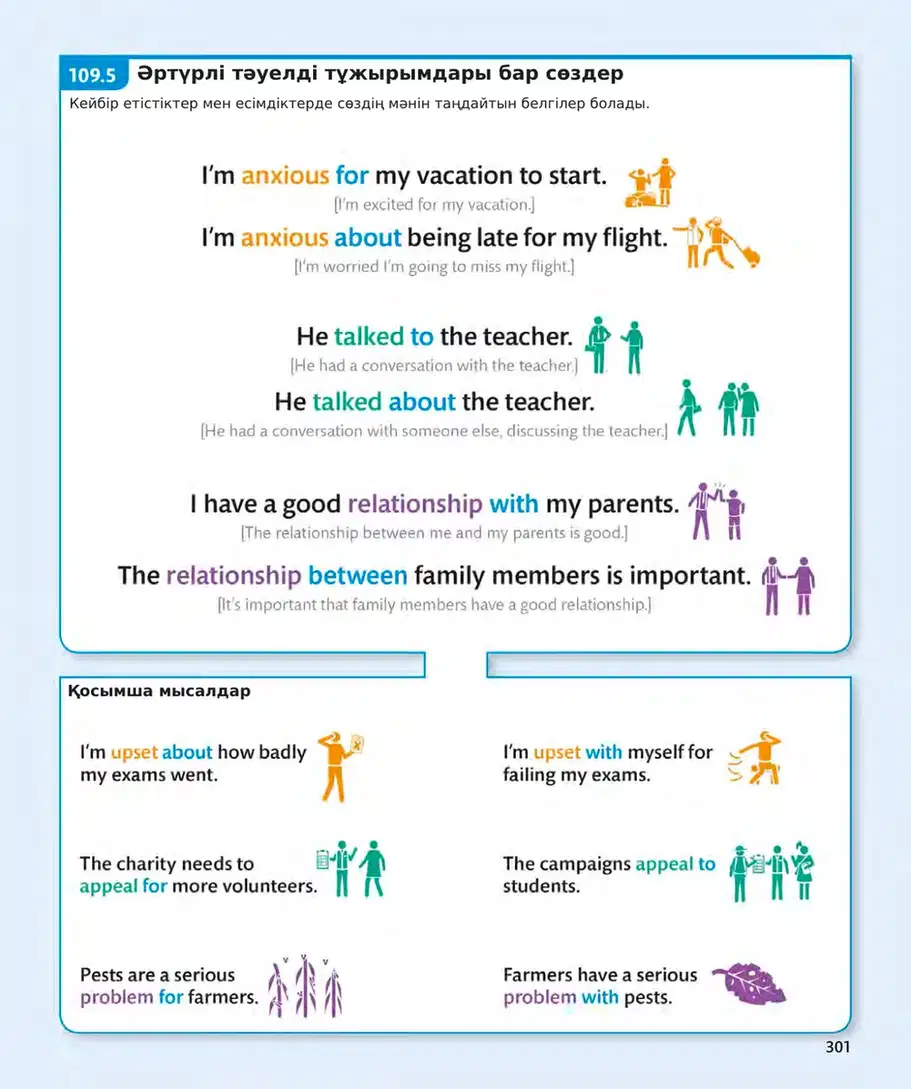 109.5 Әртүрлі тәуелді тұжырымдары бар сөздер
Кейбір етістіктер мен есімдіктерде сөздің мәнін таңдайтын белгілер болады.
I'm anxious for my vacation to start.
[I'm excited for my vacation.]
I'm anxious about being late for my flight.
[I'm worried I'm going to miss my flight.]
He talked to the teacher.
[He had a conversation with the teacher.]
He talked about the teacher.
[He had a conversation with someone else, discussing the teacher.]
I have a good relationship with my parents.
[The relationship between me and my parents is good.]
The relationship between family members is important.
[It's important that family members have a good relationship.]
Қосымша мысалдар
I'm upset about how badly
my exams went.
I'm upset with myself for
failing my exams.
The charity needs to
appeal for more volunteers.
The campaigns appeal to
students.
Pests are a serious
problem for farmers.
Farmers have a serious
problem with pests.
301